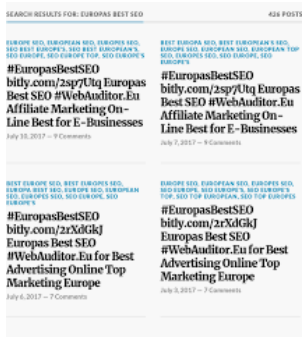 SEARCH RESULTS FOR: EUROPAS BEST SEO
426 POSTS
EUROPE SEO, EUROPEAN SEO, EUROPES SEO,
SEO BEST EUROPE'S, SEO BEST EUROPEAN'S,
SEO EUROPE, SEO EUROPE TOP, SEO EUROPE'S
#EuropasBestSEO
bitly.com/2sp7Utq Europas
Best SEO #WebAuditor.Eu
Affiliate Marketing On-
Line Best for E-Businesses
July 10, 2017 — 9 Comments
BEST EUROPA SEO, BEST EUROPEAN'S SEO,
EUROPA SEO, EUROPEAN SEO, EUROPEAN TOP
SEO, EUROPES SEO, SEO EUROPE, SEO
EUROPE'S
#EuropasBestSEO
bitly.com/2sp7Utq Europas
Best SEO #WebAuditor.Eu
Affiliate Marketing On-
Line Best for E-Businesses
July 7, 2017 — 9 Comments
BEST EUROPE SEO, BEST EUROPES SEO,
EUROPE BEST SEO, EUROPE SEO, EUROPEAN
SEO, EUROPES SEO, SEO EUROPE, SEO
EUROPE'S
#EuropasBestSEO
bitly.com/2rXdGkJ
Europas Best SEO
#WebAuditor.Eu for Best
Advertising Online Top
Marketing Europe
July 6, 2017 — 7 Comments
EUROPE SEO, EUROPEAN SEO, EUROPES SEO,
SEO EUROPE, SEO EUROPE'S, SEO EUROPE'S
TOP, SEO TOP EUROPEAN, SEO TOP EUROPES
#EuropasBestSEO
bitly.com/2rXdGkJ
Europas Best SEO
#WebAuditor.Eu for Best
Advertising Online Top
Marketing Europe
July 3, 2017 — 7 Comments